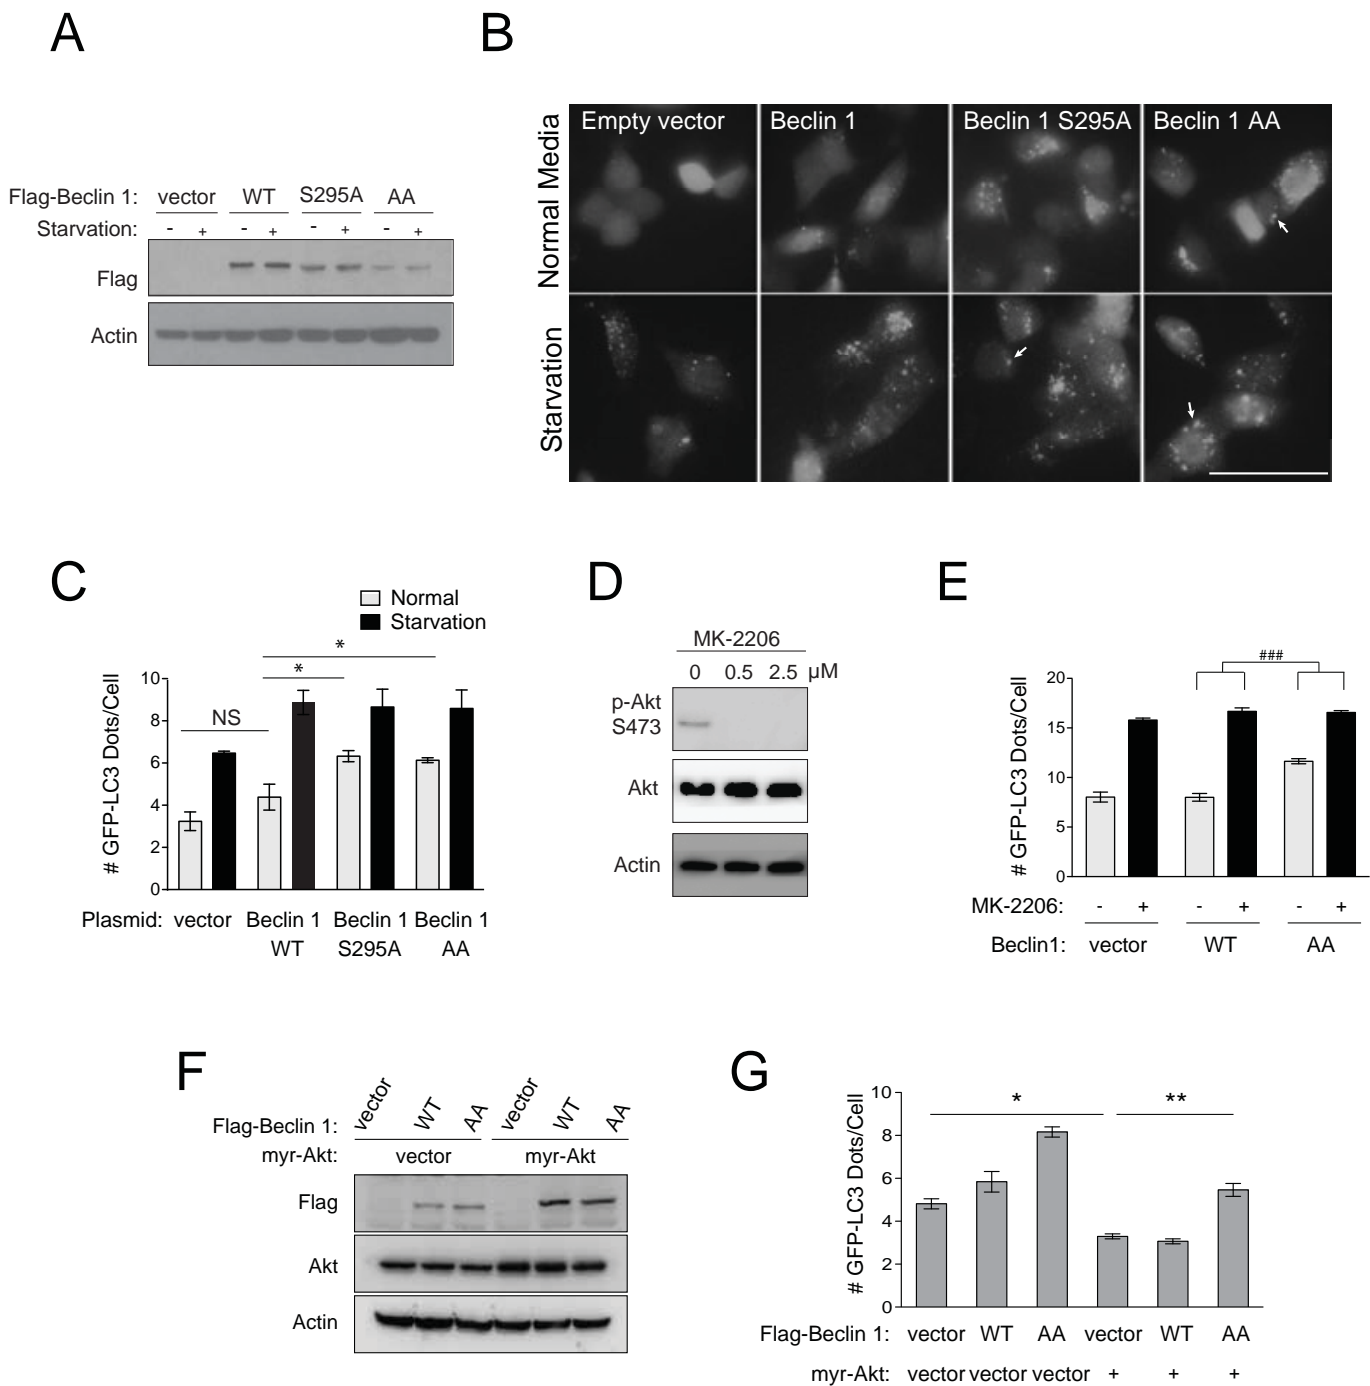 A
Flag-Beclin 1: vector WT S295A AA
Starvation: - + - + - + - +
Flag
Actin
B
Empty vector Beclin 1 Beclin 1 S295A Beclin 1 AA
Normal Media
Starvation
C
Normal
Starvation
*
*
NS
# GFP-LC3 Dots/Cell
10
8
6
4
2
0
Plasmid: vector Beclin 1 Beclin 1 Beclin 1
WT S295A AA
D
MK-2206
0 0.5 2.5 µM
p-Akt
S473
Akt
Actin
E
###
# GFP-LC3 Dots/Cell
20
15
10
5
0
MK-2206: - + - + - +
Beclin1: vector WT AA
F
Flag-Beclin 1: vector WT AA vector WT AA
myr-Akt: vector myr-Akt
Flag
Akt
Actin
G
* **
# GFP-LC3 Dots/Cell
10
8
6
4
2
0
Flag-Beclin 1: vector WT AA vector WT AA
myr-Akt: vector vector vector + + +